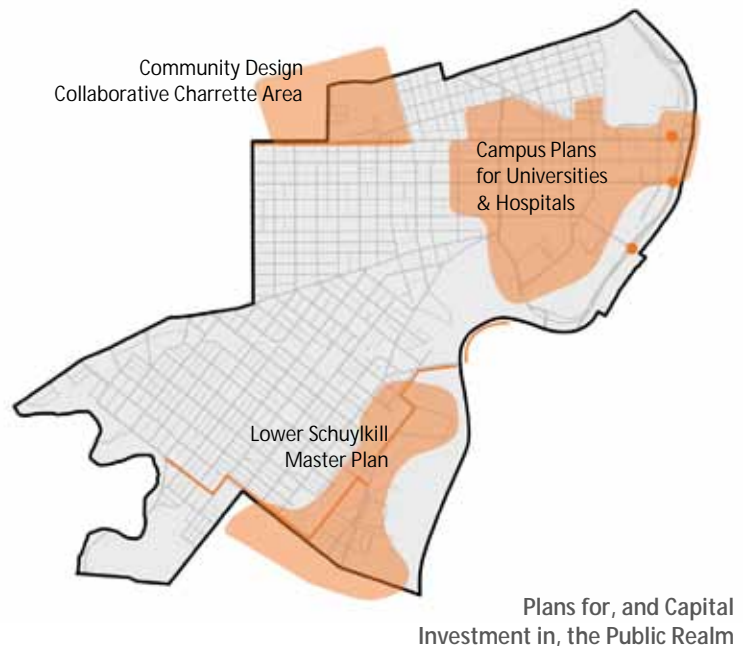 Community Design
Collaborative Charrette Area
Campus Plans
for Universities
& Hospitals
Lower Schuylkill
Master Plan
Plans for, and Capital
Investment in, the Public Realm